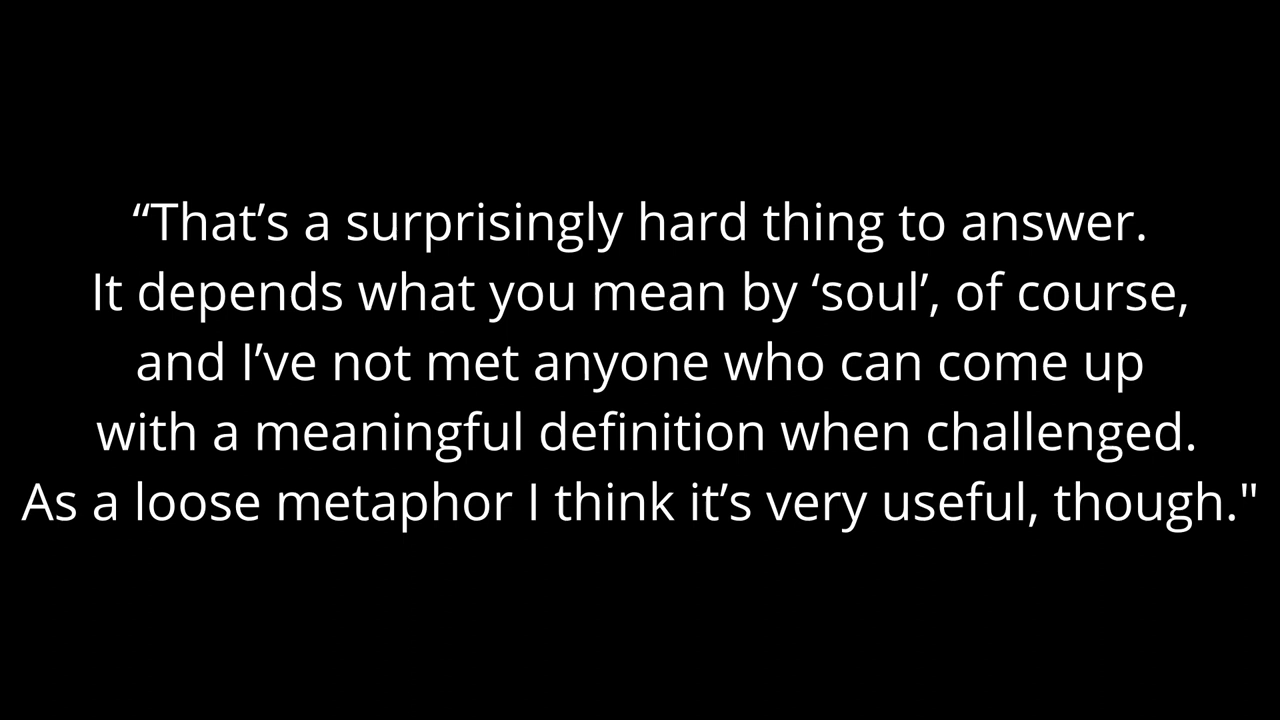 “That’s a surprisingly hard thing to answer.
It depends what you mean by ‘soul’, of course,
and I’ve not met anyone who can come up
with a meaningful definition when challenged.
As a loose metaphor I think it’s very useful, though."